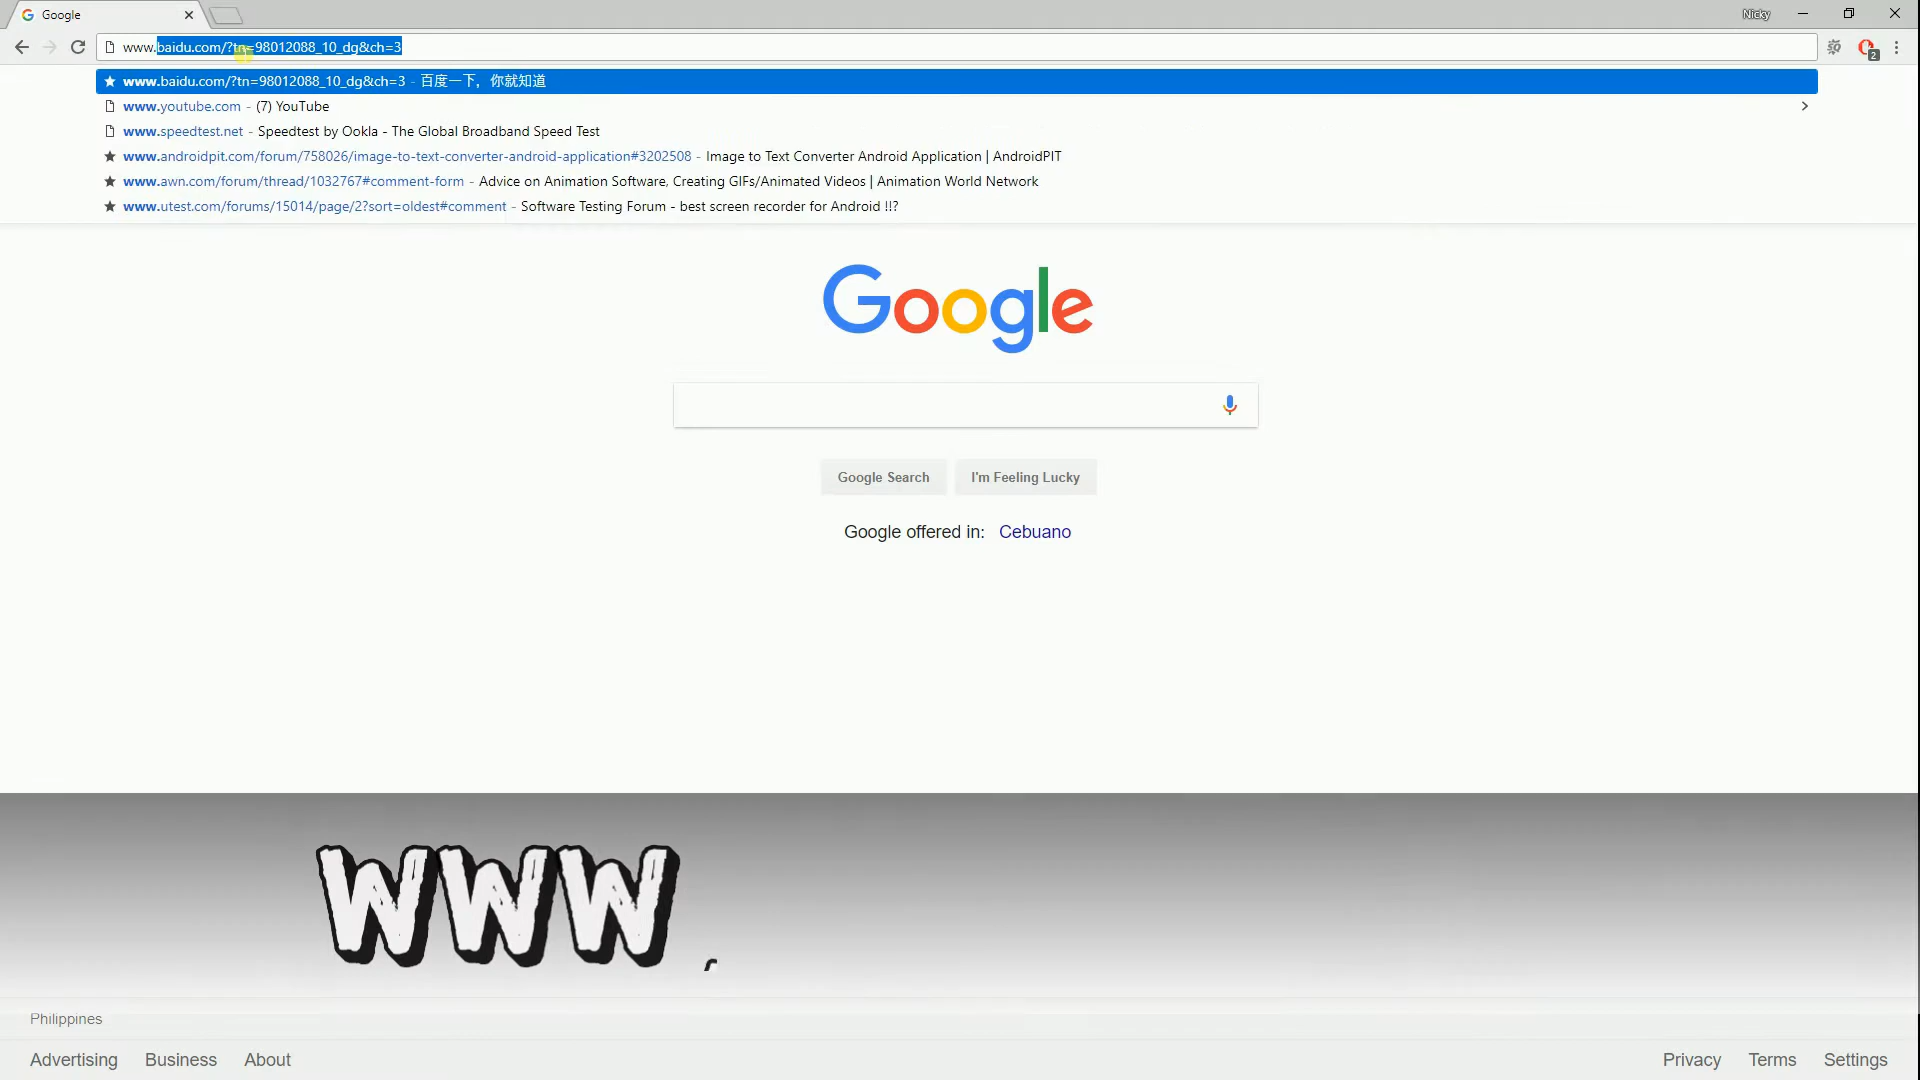 Google
Nicky
www.baidu.com/?tn=98012088_10_dg&ch=3
2
www.baidu.com/?tn=98012088_10_dg&ch=3 - 百度一下，你就知道
www.youtube.com - (7) YouTube
www.speedtest.net - Speedtest by Ookla - The Global Broadband Speed Test
www.androidpit.com/forum/758026/image-to-text-converter-android-application#3202508 - Image to Text Converter Android Application | AndroidPIT
www.awn.com/forum/thread/1032767#comment-form - Advice on Animation Software, Creating GIFs/Animated Videos | Animation World Network
www.utest.com/forums/15014/page/2?sort=oldest#comment - Software Testing Forum - best screen recorder for Android !!?
Google
Google Search
I'm Feeling Lucky
Google offered in: Cebuano
WWW
Philippines
Advertising Business About
Privacy Terms Settings